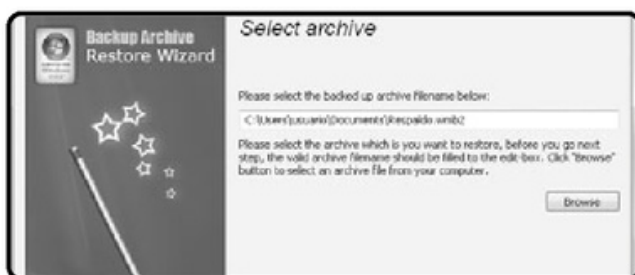 Backup Archive
Restore Wizard
Select archive
Please select the backed up archive filename below:
C:\Users\usuario\Documents\Respaldo.wmb2
Please select the archive which is you want to restore, before you go next
step, the valid archive filename should be filled to the edit-box. Click "Browse"
button to select an archive file from your computer.
Browse